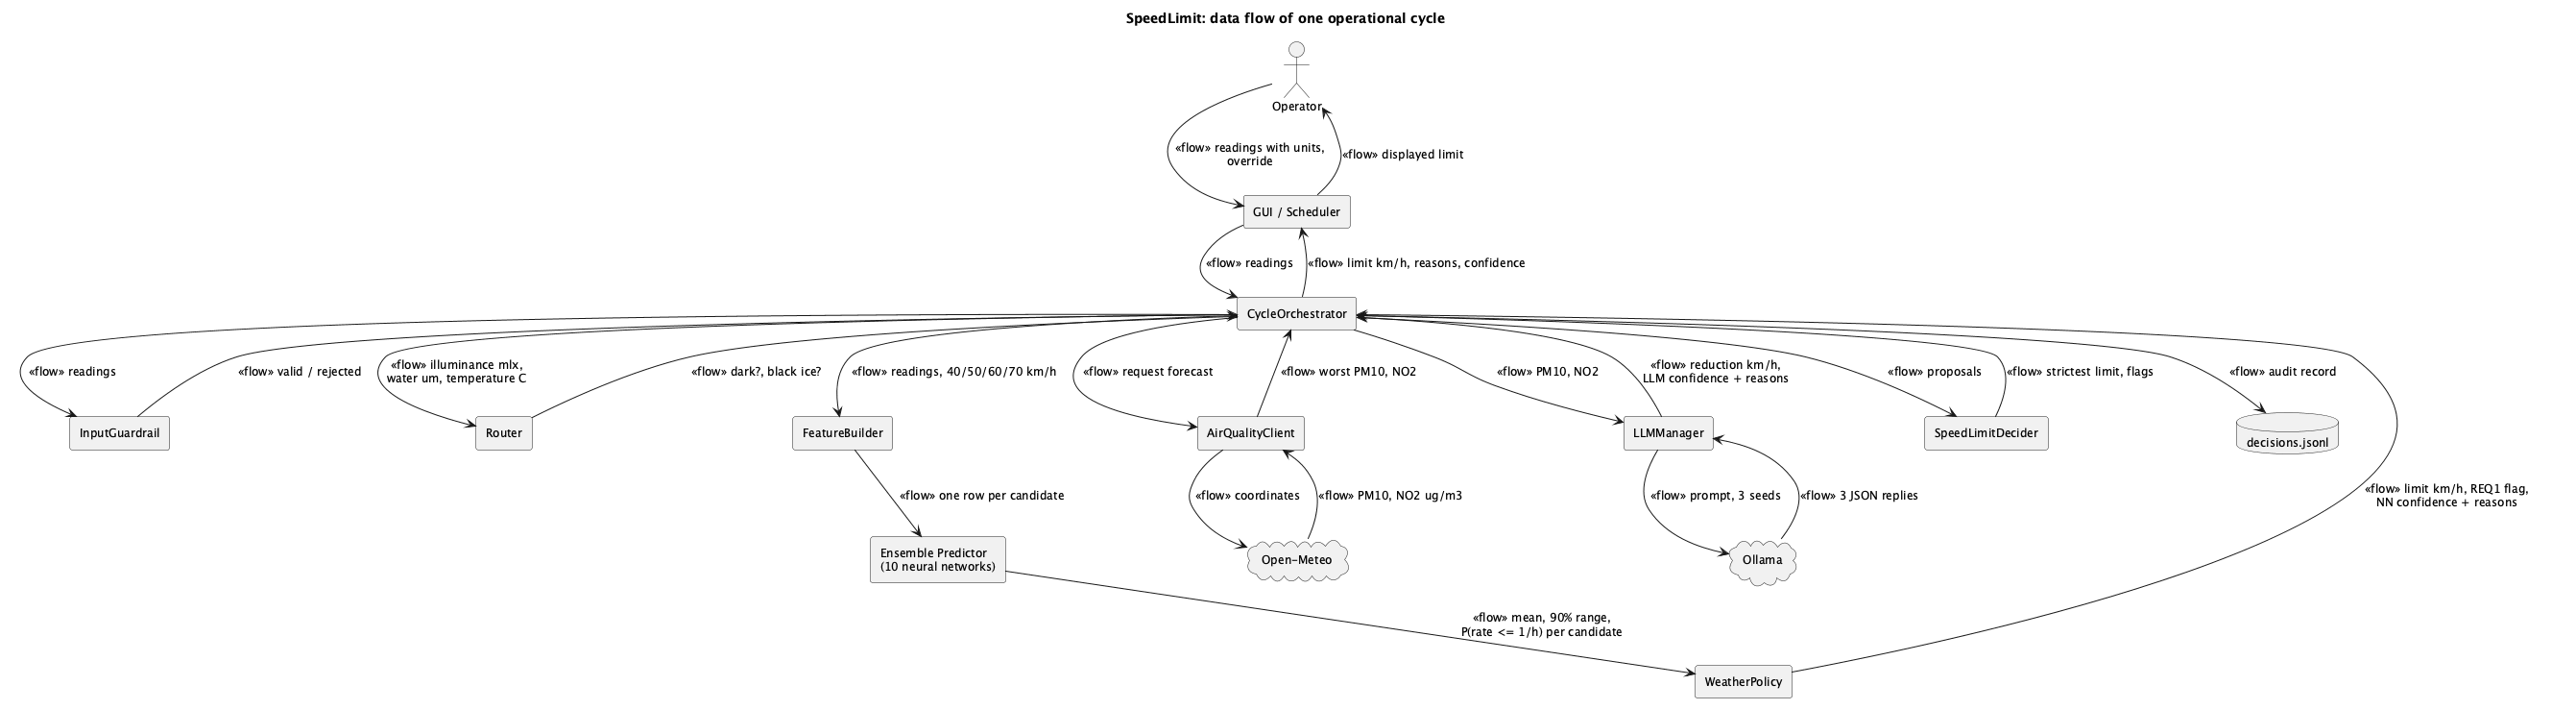 SpeedLimit: data flow of one operational cycle
Operator
«flow» readings with units,
override
«flow» displayed limit
GUI / Scheduler
«flow» readings
«flow» limit km/h, reasons, confidence
CycleOrchestrator
«flow» readings
«flow» valid / rejected
«flow» illuminance mlx,
water um, temperature C
«flow» dark?, black ice?
«flow» readings, 40/50/60/70 km/h
«flow» request forecast
«flow» worst PM10, NO2
«flow» PM10, NO2
«flow» reduction km/h,
LLM confidence + reasons
«flow» proposals
«flow» strictest limit, flags
«flow» audit record
InputGuardrail
Router
FeatureBuilder
AirQualityClient
LLMManager
SpeedLimitDecider
decisions.jsonl
«flow» one row per candidate
«flow» coordinates
«flow» PM10, NO2 ug/m3
«flow» prompt, 3 seeds
«flow» 3 JSON replies
«flow» limit km/h, REQ1 flag,
NN confidence + reasons
Ensemble Predictor
(10 neural networks)
Open-Meteo
Ollama
«flow» mean, 90% range,
P(rate <= 1/h) per candidate
WeatherPolicy